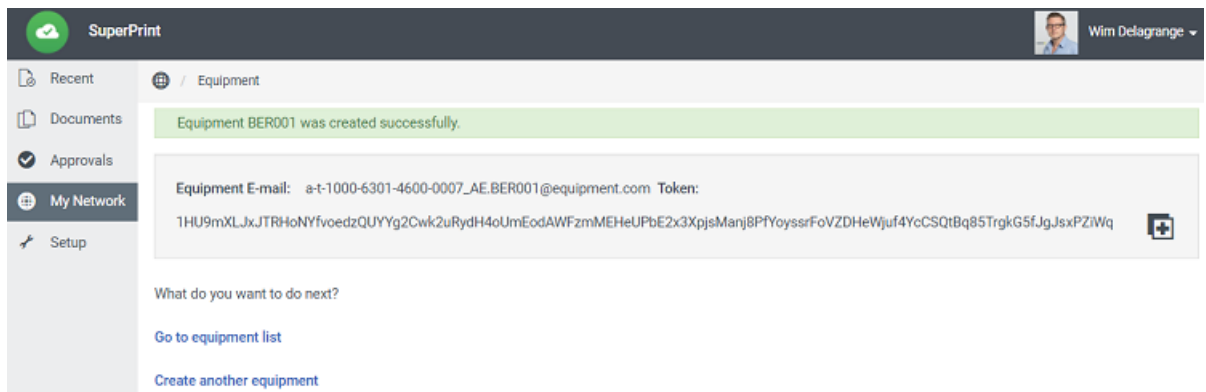 SuperPrint
Wim Delagrange
Recent
/ Equipment
Documents
Equipment BER001 was created successfully.
Approvals
My Network
Equipment E-mail: a-t-1000-6301-4600-0007_AE.BER001@equipment.com Token:
1HU9mXLJxJTRHoNYfvoedzQUYYg2Cwk2uRydH4oUmEodAWFzmMEHeUPbE2x3XpjsManj8PfYoyssrFoVZDHeWjuf4YcCSQtBq85TrgkG5fJgJsxPZiWq
Setup
What do you want to do next?
Go to equipment list
Create another equipment